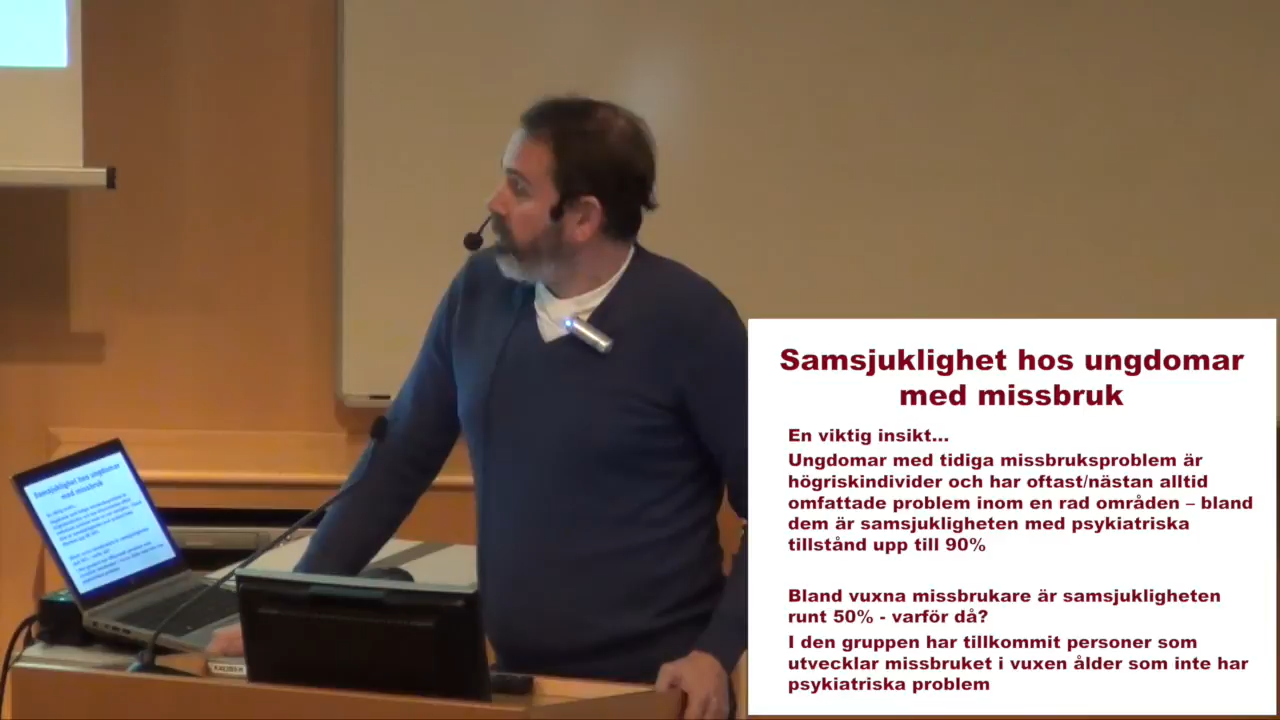 Samsjuklighet hos ungdomar
med missbruk
En viktig insikt...
Ungdomar med tidiga missbruksproblem är
högriskindivider och har oftast/nästan alltid
omfattade problem inom en rad områden – bland
dem är samsjukligheten med psykiatriska
tillstånd upp till 90%
Bland vuxna missbrukare är samsjukligheten
runt 50% - varför då?
I den gruppen har tillkommit personer som
utvecklar missbruket i vuxen ålder som inte har
psykiatriska problem
Samsjuklighet hos ungdomar
med missbruk